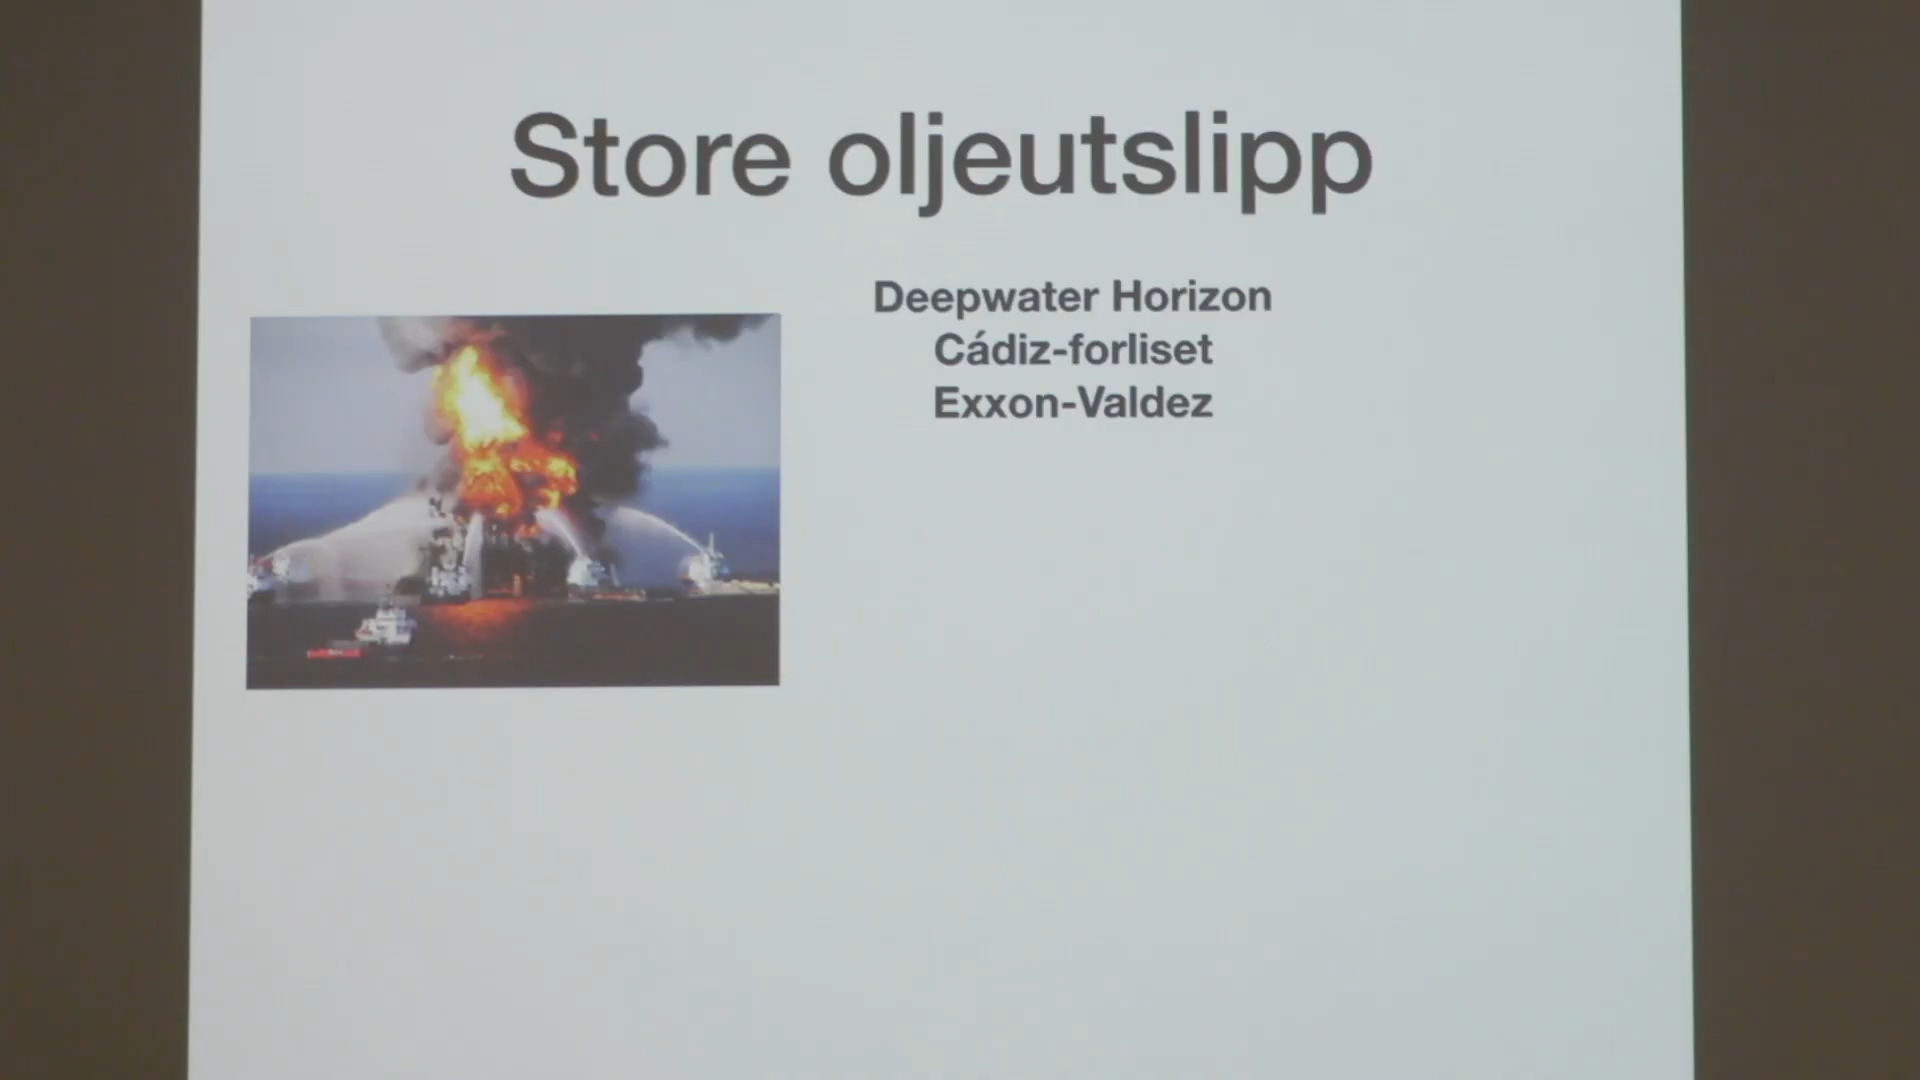 Store oljeutslipp
Deepwater Horizon
Cádiz-forliset
Exxon-Valdez